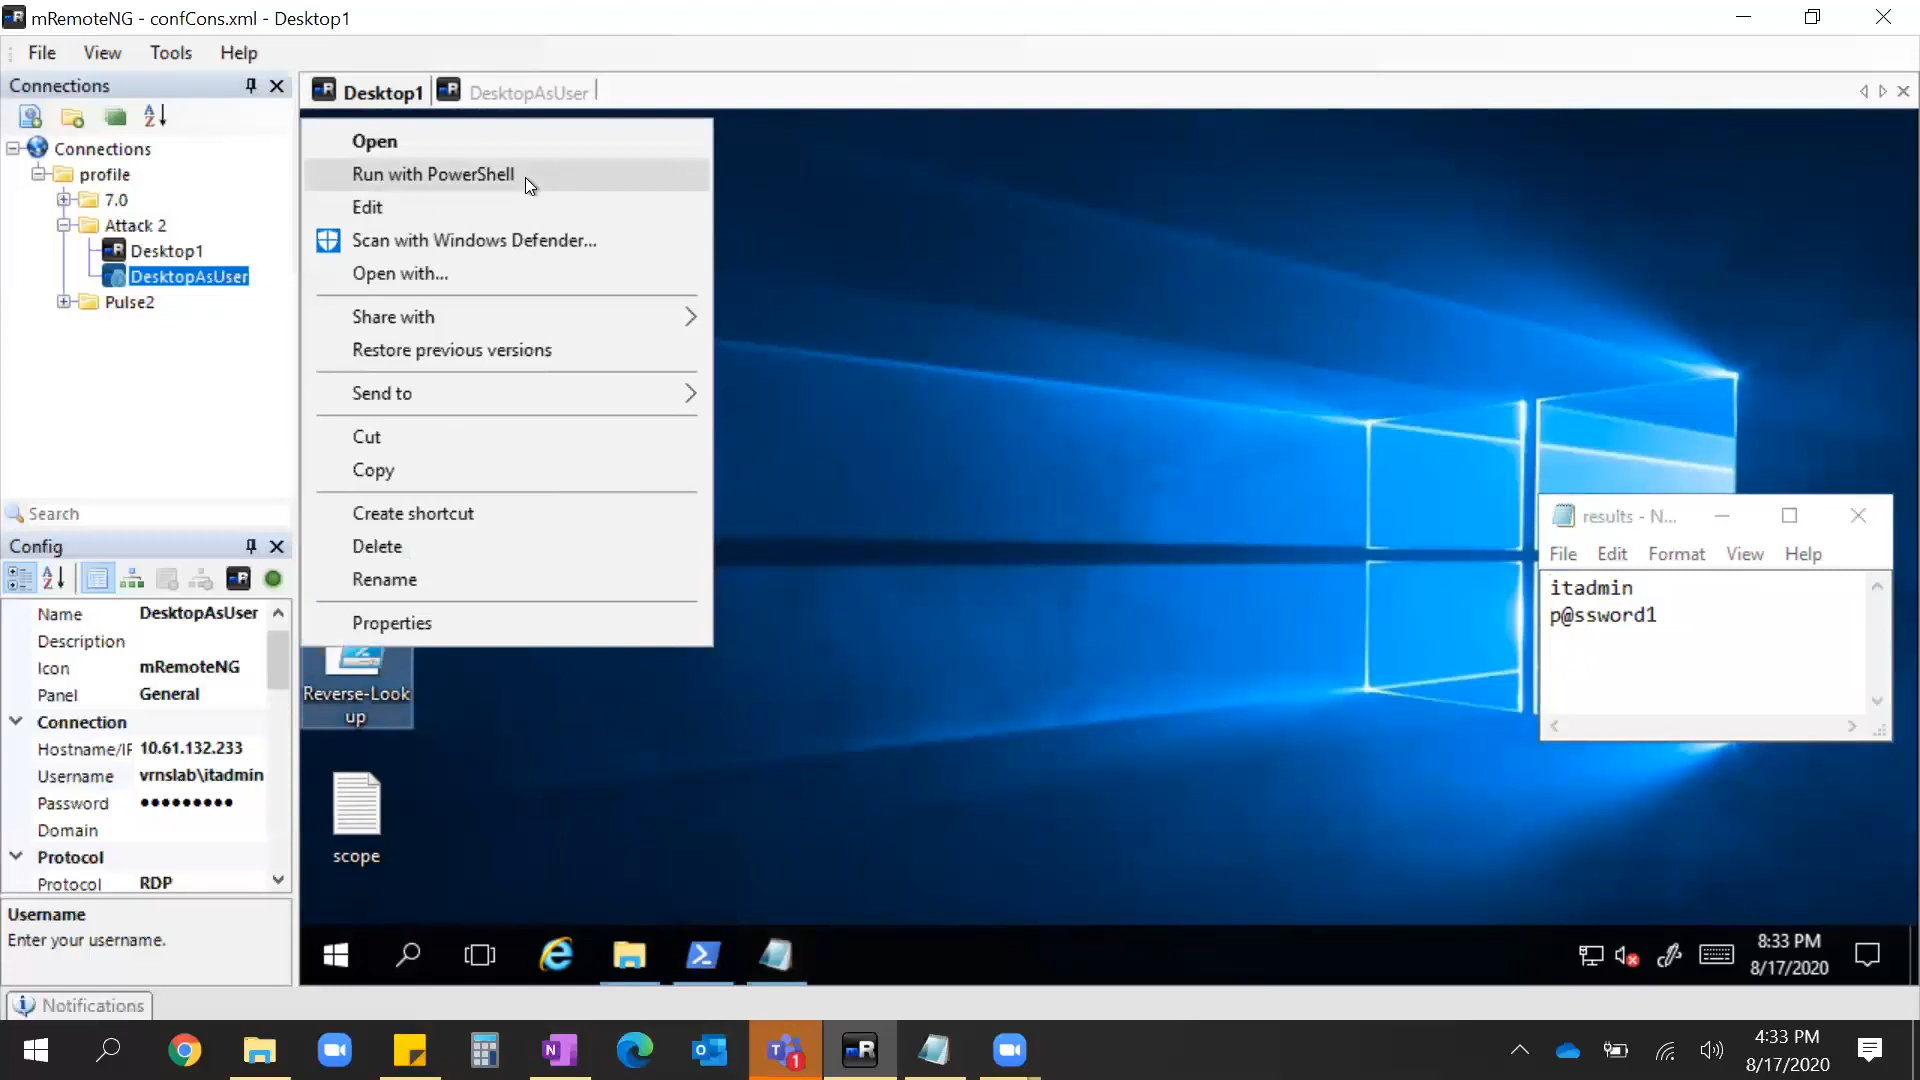 mRemoteNG - confCons.xml - Desktop1
File View Tools Help
Connections
Desktop1
DesktopAsUser
Connections
profile
7.0
Attack 2
Desktop1
DesktopAsUser
Pulse2
Search
Config
Name DesktopAsUser
Description
Icon mRemoteNG
Panel General
Connection
Hostname/IP 10.61.132.233
Username vrnslab\itadmin
Password ●●●●●●●●●
Domain
Protocol
Protocol RDP
Username
Enter your username.
Notifications
Open
Run with PowerShell
Edit
Scan with Windows Defender...
Open with...
Share with
Restore previous versions
Send to
Cut
Copy
Create shortcut
Delete
Rename
Properties
Reverse-Look
up
scope
results - N...
File Edit Format View Help
itadmin
p@ssword1
8:33 PM
8/17/2020
4:33 PM
8/17/2020